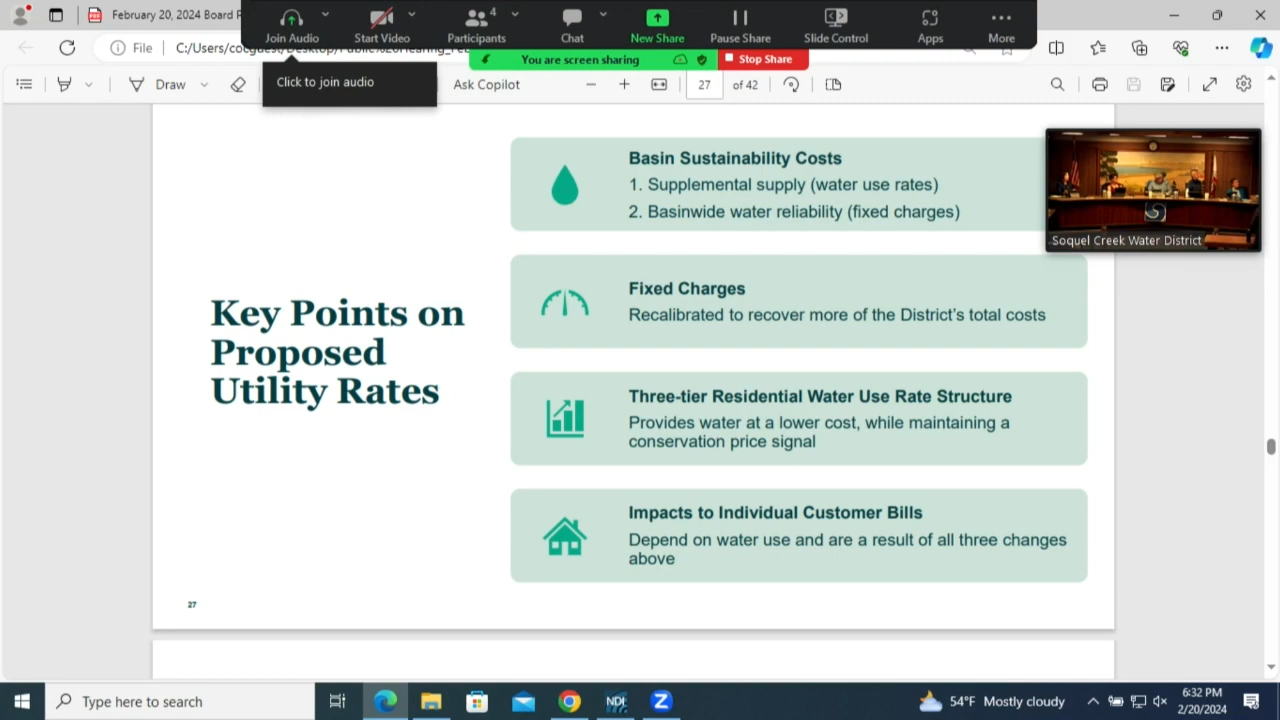 February 20, 2024 Board P
Join Audio
Start Video
4
Participants
Chat
New Share
Pause Share
Slide Control
Apps
More
File
You are screen sharing
Stop Share
Click to join audio
Draw
Ask Copilot
27
of 42
Basin Sustainability Costs
1. Supplemental supply (water use rates)
2. Basinwide water reliability (fixed charges)
Soquel Creek Water District
Key Points on
Proposed
Utility Rates
Fixed Charges
Recalibrated to recover more of the District's total costs
Three-tier Residential Water Use Rate Structure
Provides water at a lower cost, while maintaining a
conservation price signal
Impacts to Individual Customer Bills
Depend on water use and are a result of all three changes
above
27
Type here to search
NDI
54°F Mostly cloudy
6:32 PM
2/20/2024